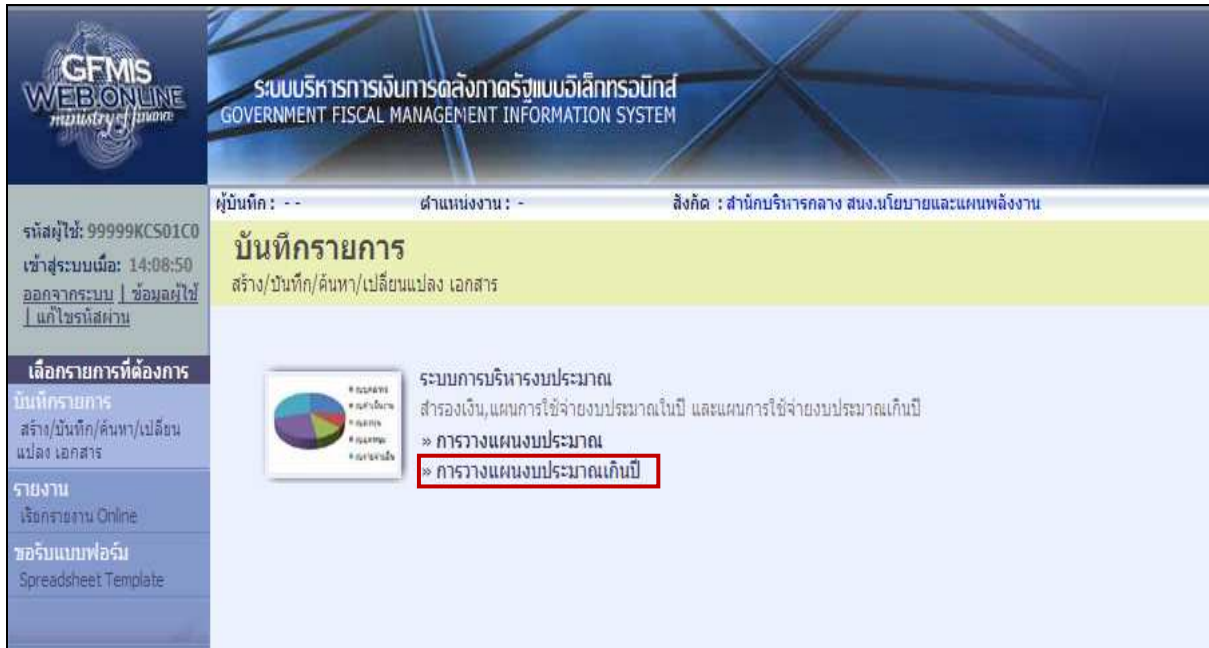 GFMIS
WEB ONLINE
ministry of finance
ระบบบริหารการเงินการคลังภาครัฐแบบอิเล็กทรอนิกส์
GOVERNMENT FISCAL MANAGEMENT INFORMATION SYSTEM
ผู้บันทึก : - - ตำแหน่งงาน : - สังกัด : สำนักบริหารกลาง สนง.นโยบายและแผนพลังงาน
รหัสผู้ใช้: 99999KCS01C0
เข้าสู่ระบบเมื่อ: 14:08:50
ออกจากระบบ | ข้อมูลผู้ใช้
| แก้ไขรหัสผ่าน
บันทึกรายการ
สร้าง/บันทึก/ค้นหา/เปลี่ยนแปลง เอกสาร
เลือกรายการที่ต้องการ
บันทึกรายการ
สร้าง/บันทึก/ค้นหา/เปลี่ยน
แปลง เอกสาร
รายงาน
เรียกรายงาน Online
ขอรับแบบฟอร์ม
Spreadsheet Template
ระบบการบริหารงบประมาณ
สำรองเงิน,แผนการใช้จ่ายงบประมาณในปี และแผนการใช้จ่ายงบประมาณเกินปี
» การวางแผนงบประมาณ
» การวางแผนงบประมาณเกินปี